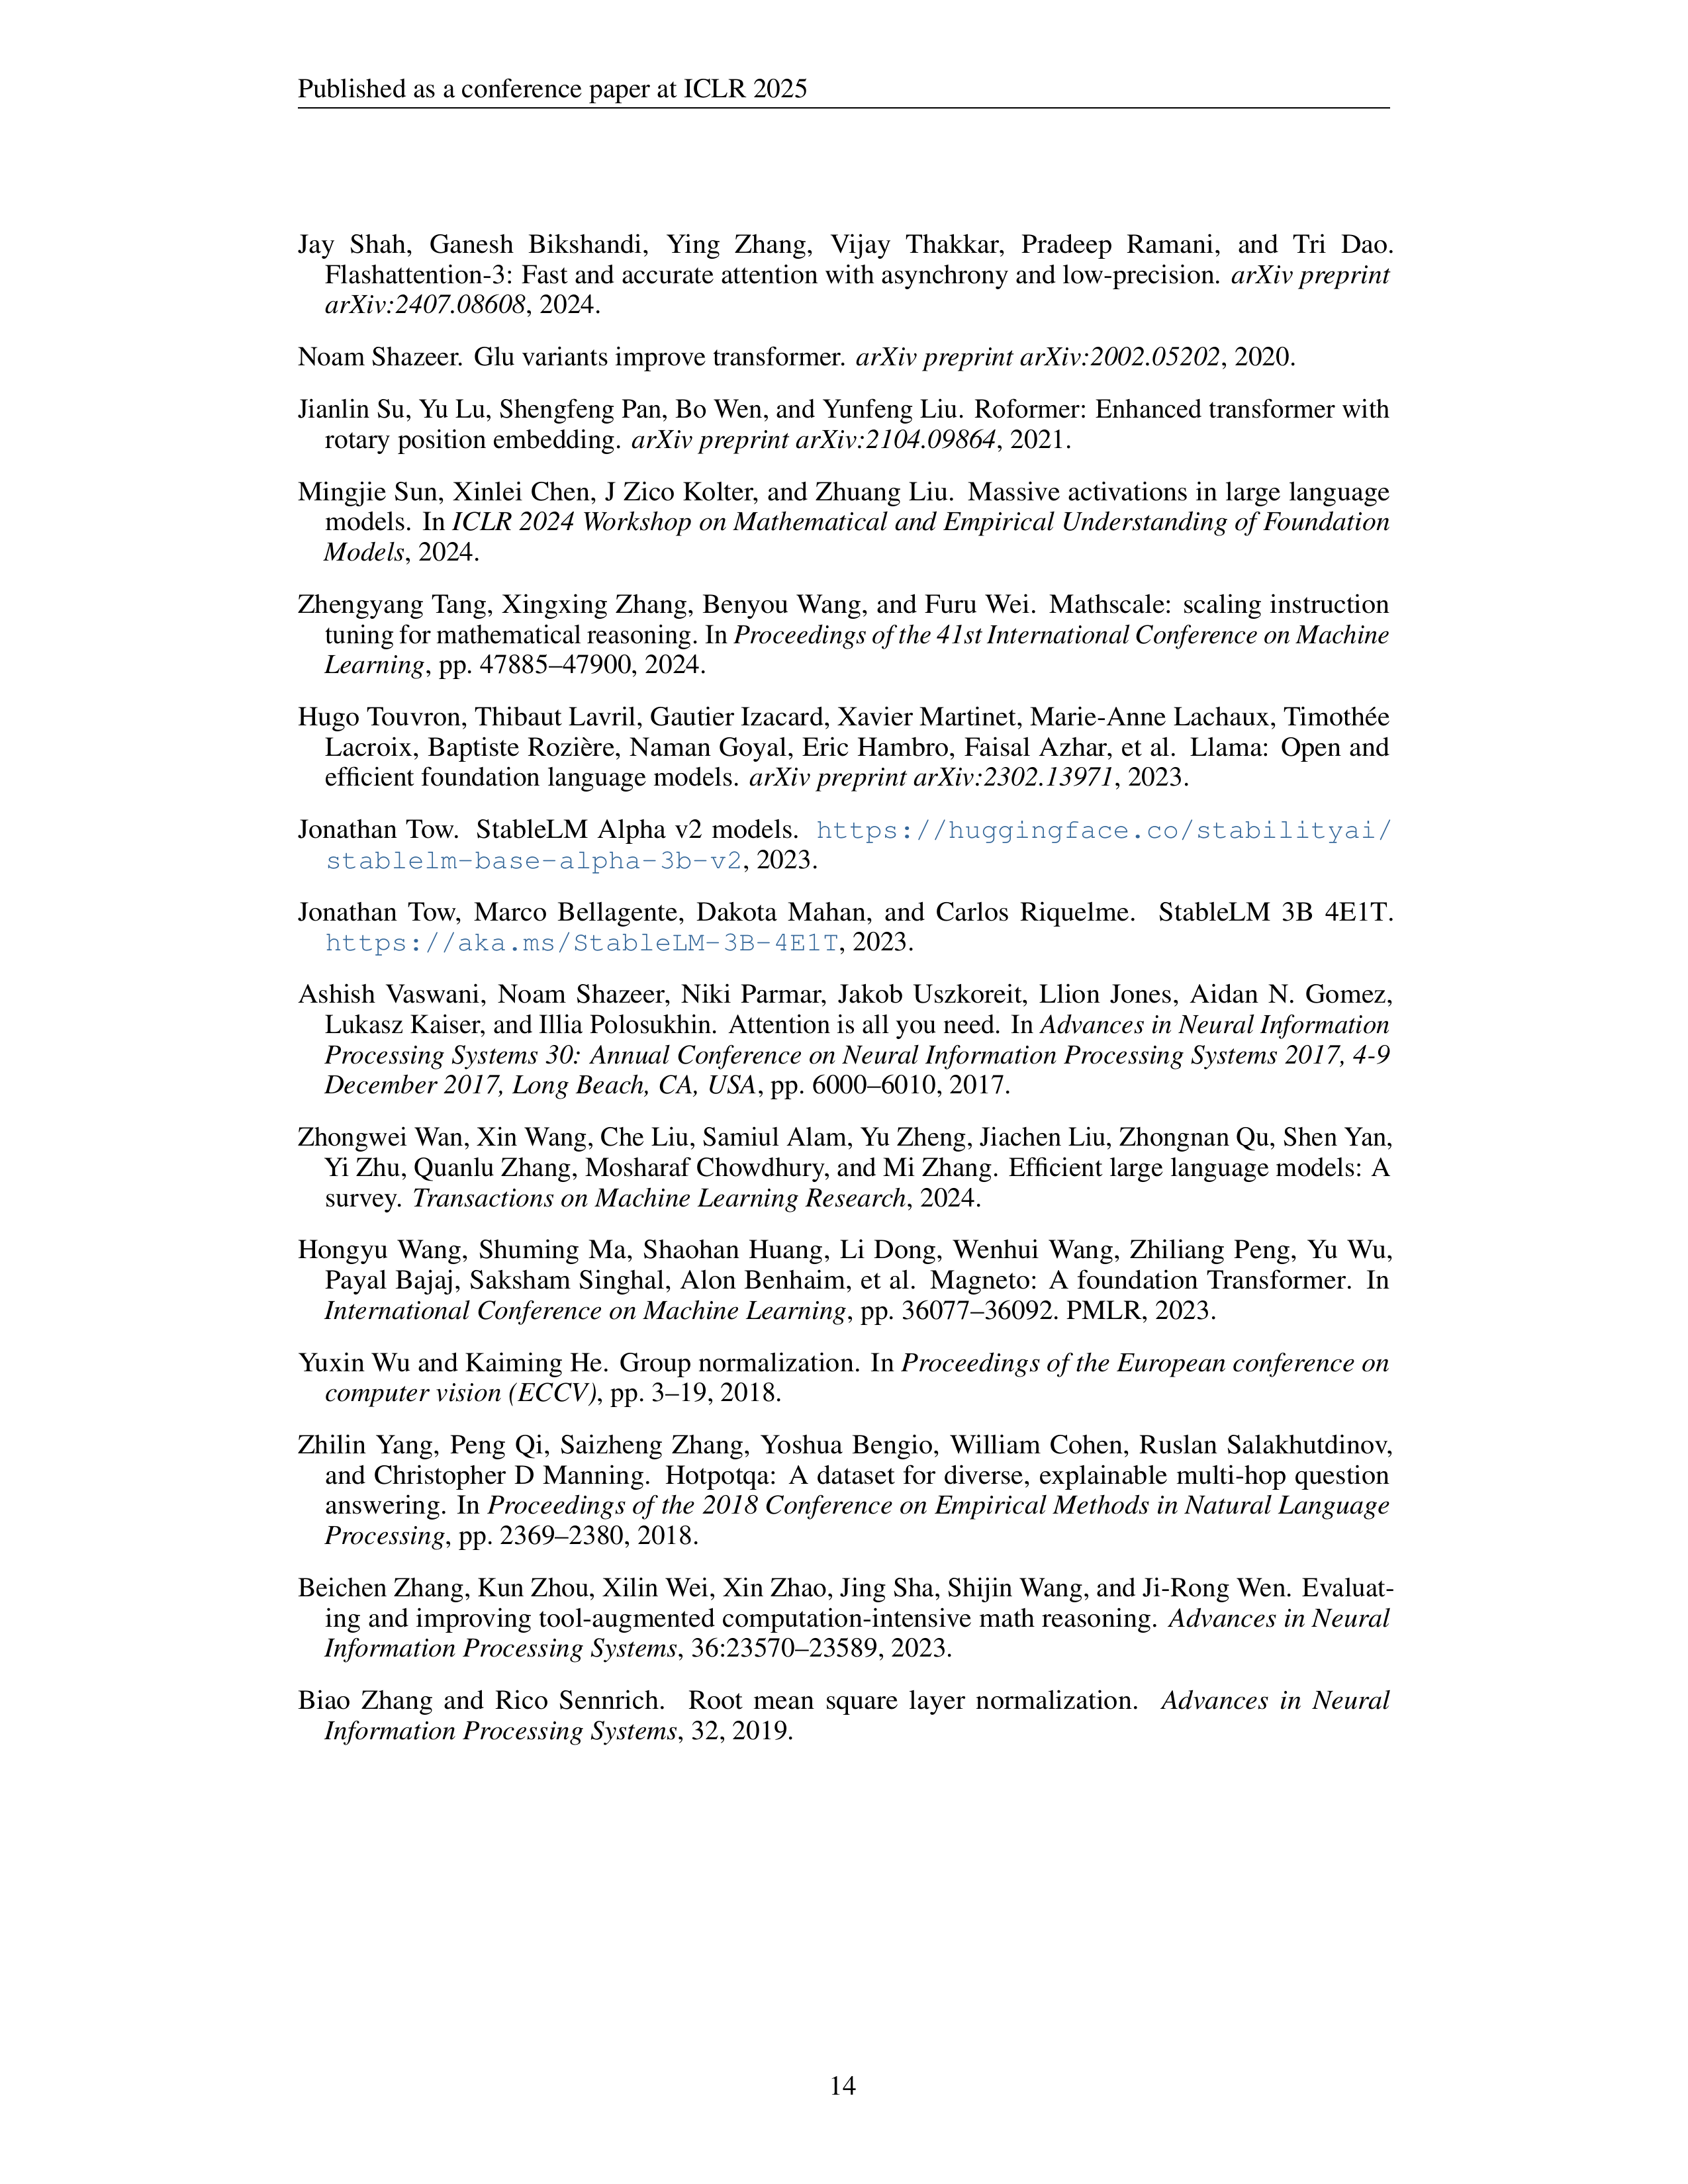 Published as a conference paper at ICLR 2025
Jay Shah, Ganesh Bikshandi, Ying Zhang, Vijay Thakkar, Pradeep Ramani, and Tri Dao.
Flashattention-3: Fast and accurate attention with asynchrony and low-precision. arXiv preprint
arXiv:2407.08608, 2024.
Noam Shazeer. Glu variants improve transformer. arXiv preprint arXiv:2002.05202, 2020.
Jianlin Su, Yu Lu, Shengfeng Pan, Bo Wen, and Yunfeng Liu. Roformer: Enhanced transformer with
rotary position embedding. arXiv preprint arXiv:2104.09864, 2021.
Mingjie Sun, Xinlei Chen, J Zico Kolter, and Zhuang Liu. Massive activations in large language
models. In ICLR 2024 Workshop on Mathematical and Empirical Understanding of Foundation
Models, 2024.
Zhengyang Tang, Xingxing Zhang, Benyou Wang, and Furu Wei. Mathscale: scaling instruction
tuning for mathematical reasoning. In Proceedings of the 41st International Conference on Machine
Learning, pp. 47885–47900, 2024.
Hugo Touvron, Thibaut Lavril, Gautier Izacard, Xavier Martinet, Marie-Anne Lachaux, Timothée
Lacroix, Baptiste Rozière, Naman Goyal, Eric Hambro, Faisal Azhar, et al. Llama: Open and
efficient foundation language models. arXiv preprint arXiv:2302.13971, 2023.
Jonathan Tow. StableLM Alpha v2 models. https://huggingface.co/stabilityai/
stablelm-base-alpha-3b-v2, 2023.
Jonathan Tow, Marco Bellagente, Dakota Mahan, and Carlos Riquelme. StableLM 3B 4E1T.
https://aka.ms/StableLM-3B-4E1T, 2023.
Ashish Vaswani, Noam Shazeer, Niki Parmar, Jakob Uszkoreit, Llion Jones, Aidan N. Gomez,
Lukasz Kaiser, and Illia Polosukhin. Attention is all you need. In Advances in Neural Information
Processing Systems 30: Annual Conference on Neural Information Processing Systems 2017, 4-9
December 2017, Long Beach, CA, USA, pp. 6000–6010, 2017.
Zhongwei Wan, Xin Wang, Che Liu, Samiul Alam, Yu Zheng, Jiachen Liu, Zhongnan Qu, Shen Yan,
Yi Zhu, Quanlu Zhang, Mosharaf Chowdhury, and Mi Zhang. Efficient large language models: A
survey. Transactions on Machine Learning Research, 2024.
Hongyu Wang, Shuming Ma, Shaohan Huang, Li Dong, Wenhui Wang, Zhiliang Peng, Yu Wu,
Payal Bajaj, Saksham Singhal, Alon Benhaim, et al. Magneto: A foundation Transformer. In
International Conference on Machine Learning, pp. 36077–36092. PMLR, 2023.
Yuxin Wu and Kaiming He. Group normalization. In Proceedings of the European conference on
computer vision (ECCV), pp. 3–19, 2018.
Zhilin Yang, Peng Qi, Saizheng Zhang, Yoshua Bengio, William Cohen, Ruslan Salakhutdinov,
and Christopher D Manning. Hotpotqa: A dataset for diverse, explainable multi-hop question
answering. In Proceedings of the 2018 Conference on Empirical Methods in Natural Language
Processing, pp. 2369–2380, 2018.
Beichen Zhang, Kun Zhou, Xilin Wei, Xin Zhao, Jing Sha, Shijin Wang, and Ji-Rong Wen. Evaluat-
ing and improving tool-augmented computation-intensive math reasoning. Advances in Neural
Information Processing Systems, 36:23570–23589, 2023.
Biao Zhang and Rico Sennrich. Root mean square layer normalization. Advances in Neural
Information Processing Systems, 32, 2019.
14